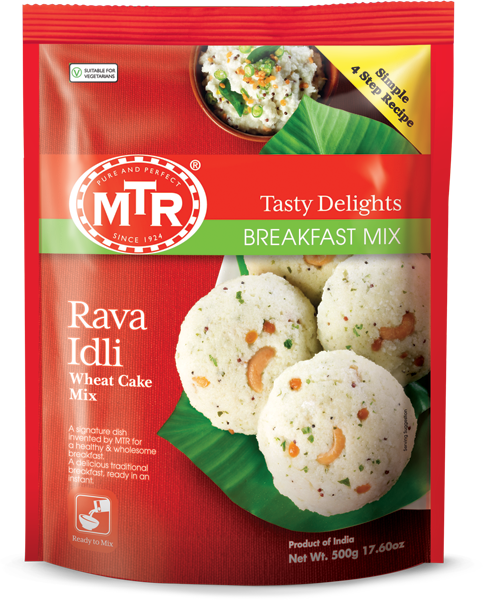 V SUITABLE FOR
VEGETARIANS
Simple
4 Step Recipe
PURE AND PERFECT
MTR
®
SINCE 1924
Tasty Delights
BREAKFAST MIX
Rava
Idli
Wheat Cake
Mix
A signature dish
invented by MTR for
a healthy & wholesome
breakfast.
A delicious traditional
breakfast, ready in an
instant.
Ready to Mix
Product of India
Net Wt. 500g 17.60oz